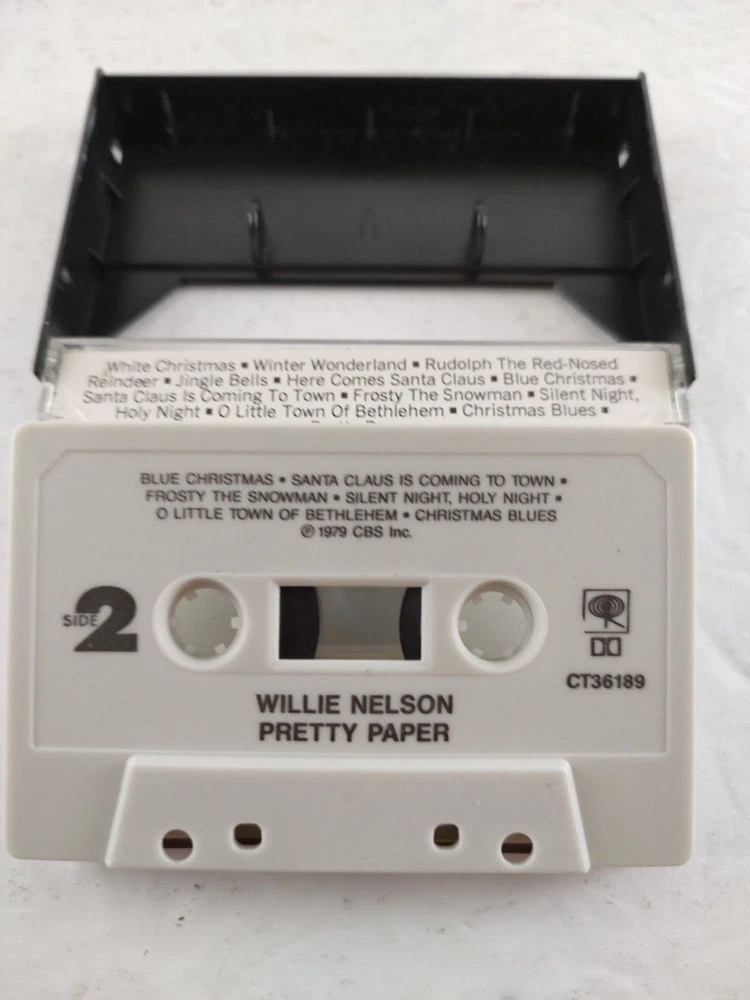 White Christmas ▪ Winter Wonderland ▪ Rudolph The Red-Nosed
Reindeer ▪ Jingle Bells ▪ Here Comes Santa Claus ▪ Blue Christmas ▪
Santa Claus Is Coming To Town ▪ Frosty The Snowman ▪ Silent Night,
Holy Night ▪ O Little Town Of Bethlehem ▪ Christmas Blues ▪
BLUE CHRISTMAS ▪ SANTA CLAUS IS COMING TO TOWN ▪
FROSTY THE SNOWMAN ▪ SILENT NIGHT, HOLY NIGHT ▪
O LITTLE TOWN OF BETHLEHEM ▪ CHRISTMAS BLUES
℗ 1979 CBS Inc.
SIDE 2
CT36189
WILLIE NELSON
PRETTY PAPER